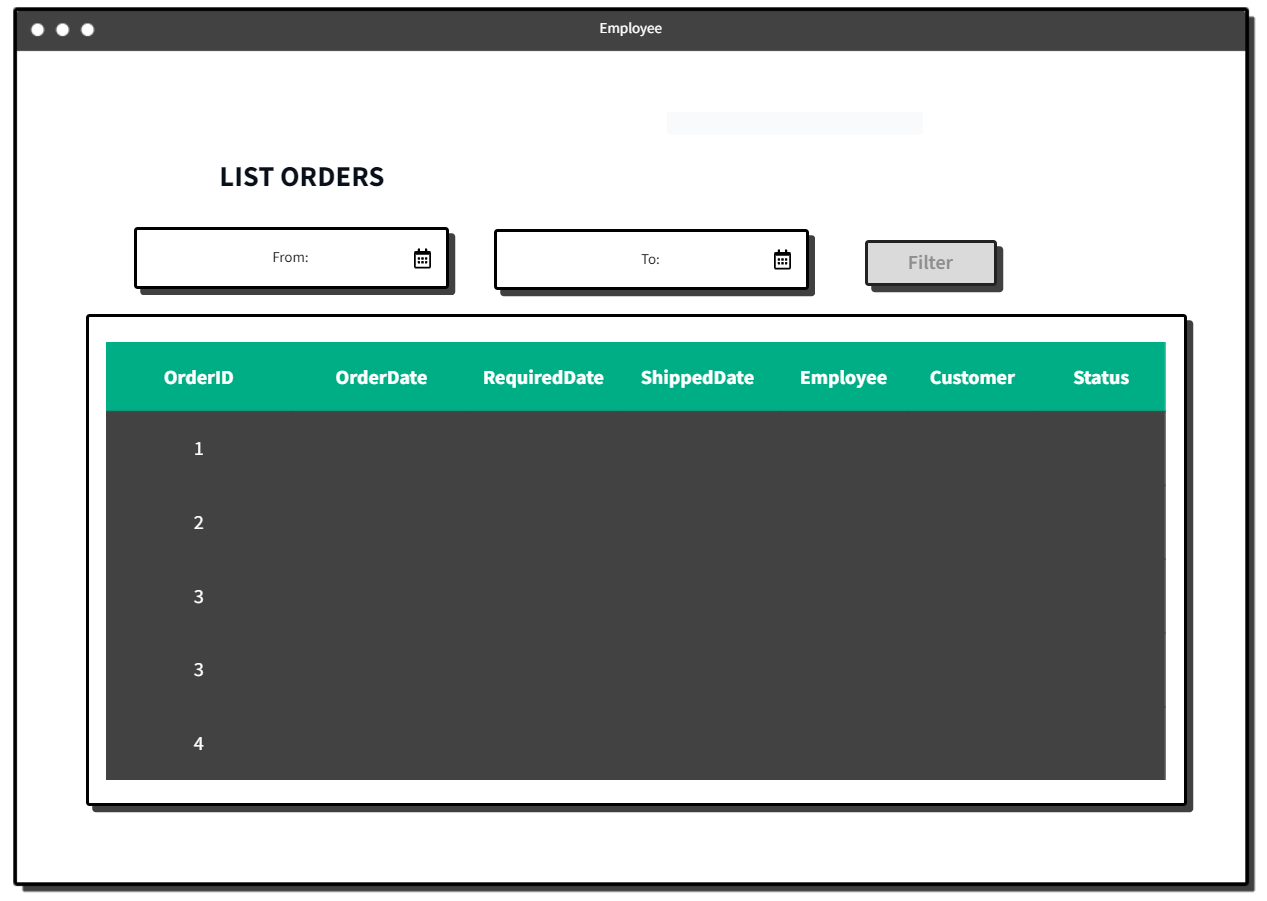 Employee
LIST ORDERS
From:
To:
Filter
OrderID OrderDate RequiredDate ShippedDate Employee Customer Status
1
2
3
3
4